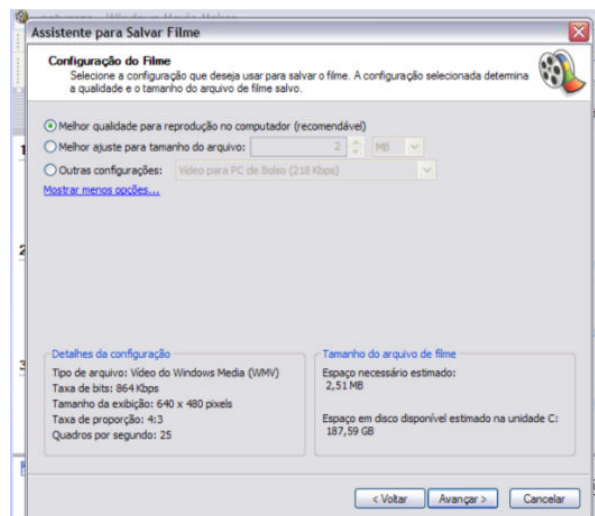 Assistente para Salvar Filme
Configuração do Filme
Selecione a configuração que deseja usar para salvar o filme. A configuração selecionada determina
a qualidade e o tamanho do arquivo de filme salvo.
Melhor qualidade para reprodução no computador (recomendável)
Melhor ajuste para tamanho do arquivo: 2 MB
Outras configurações: Vídeo para PC de Bolso (218 Kbps)
Mostrar menos opções...
Detalhes da configuração
Tipo de arquivo: Vídeo do Windows Media (WMV)
Taxa de bits: 864 Kbps
Tamanho da exibição: 640 x 480 pixels
Taxa de proporção: 4:3
Quadros por segundo: 25
Tamanho do arquivo de filme
Espaço necessário estimado:
2,51 MB
Espaço em disco disponível estimado na unidade C:
187,59 GB
< Voltar Avançar > Cancelar
1
2
3